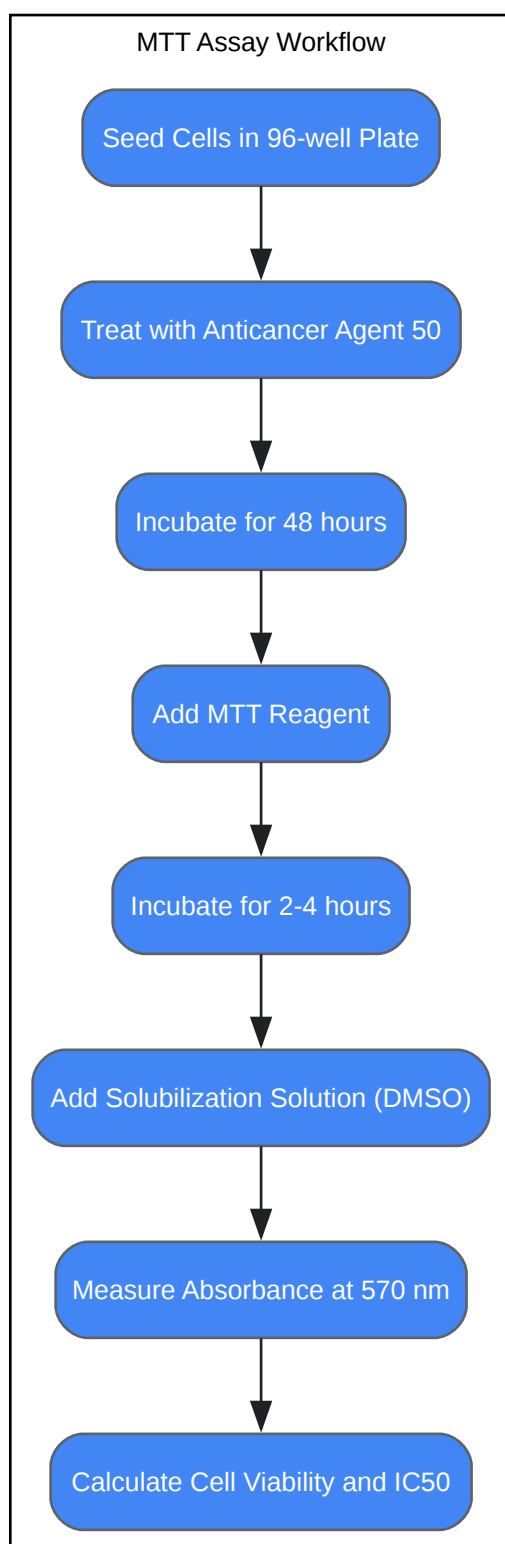 MTT Assay Workflow
Seed Cells in 96-well Plate
Treat with Anticancer Agent 50
Incubate for 48 hours
Add MTT Reagent
Incubate for 2-4 hours
Add Solubilization Solution (DMSO)
Measure Absorbance at 570 nm
Calculate Cell Viability and IC50